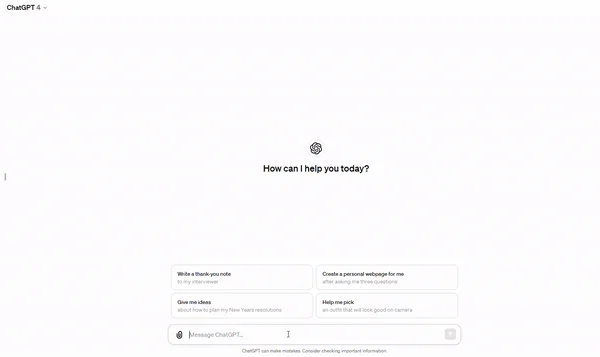 ChatGPT 4
How can I help you today?
Write a thank-you note
to my interviewer
Create a personal webpage for me
after asking me three questions
Give me ideas
about how to plan my New Years resolutions
Help me pick
an outfit that will look good on camera
Message ChatGPT...
ChatGPT can make mistakes. Consider checking important information.